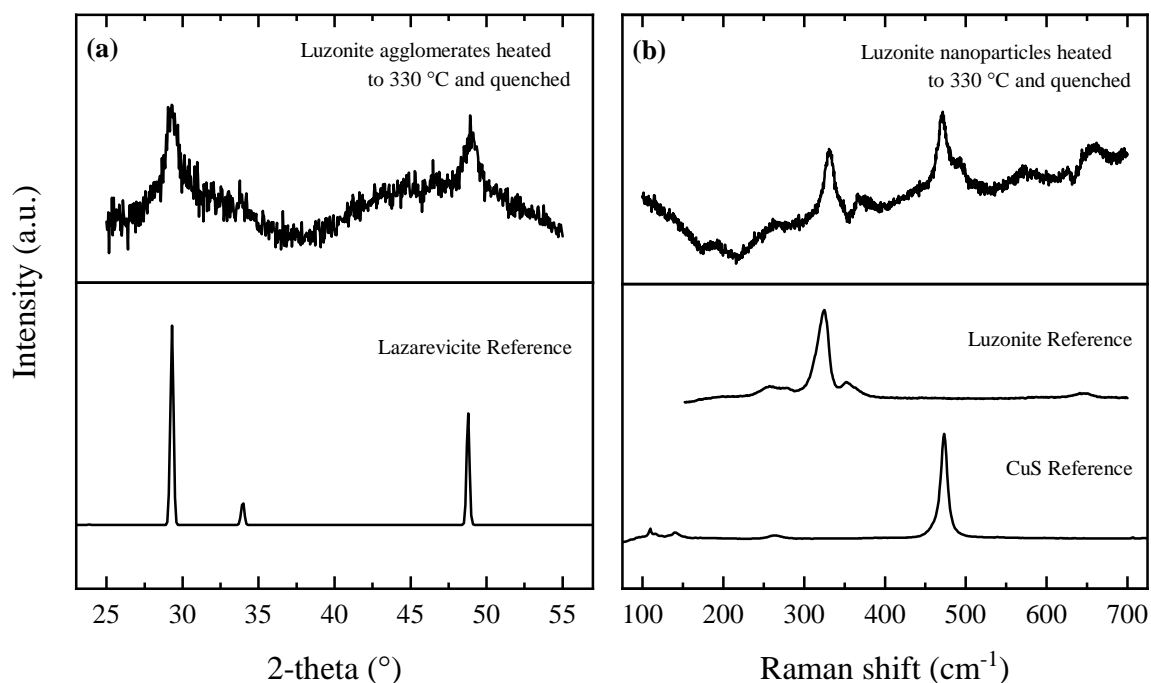 (a)
Luzonite agglomerates heated
to 330 °C and quenched
Lazarevicite Reference
25 30 35 40 45 50 55
2-theta (°)
Intensity (a.u.)
(b)
Luzonite nanoparticles heated
to 330 °C and quenched
Luzonite Reference
CuS Reference
100 200 300 400 500 600 700
Raman shift (cm⁻¹)